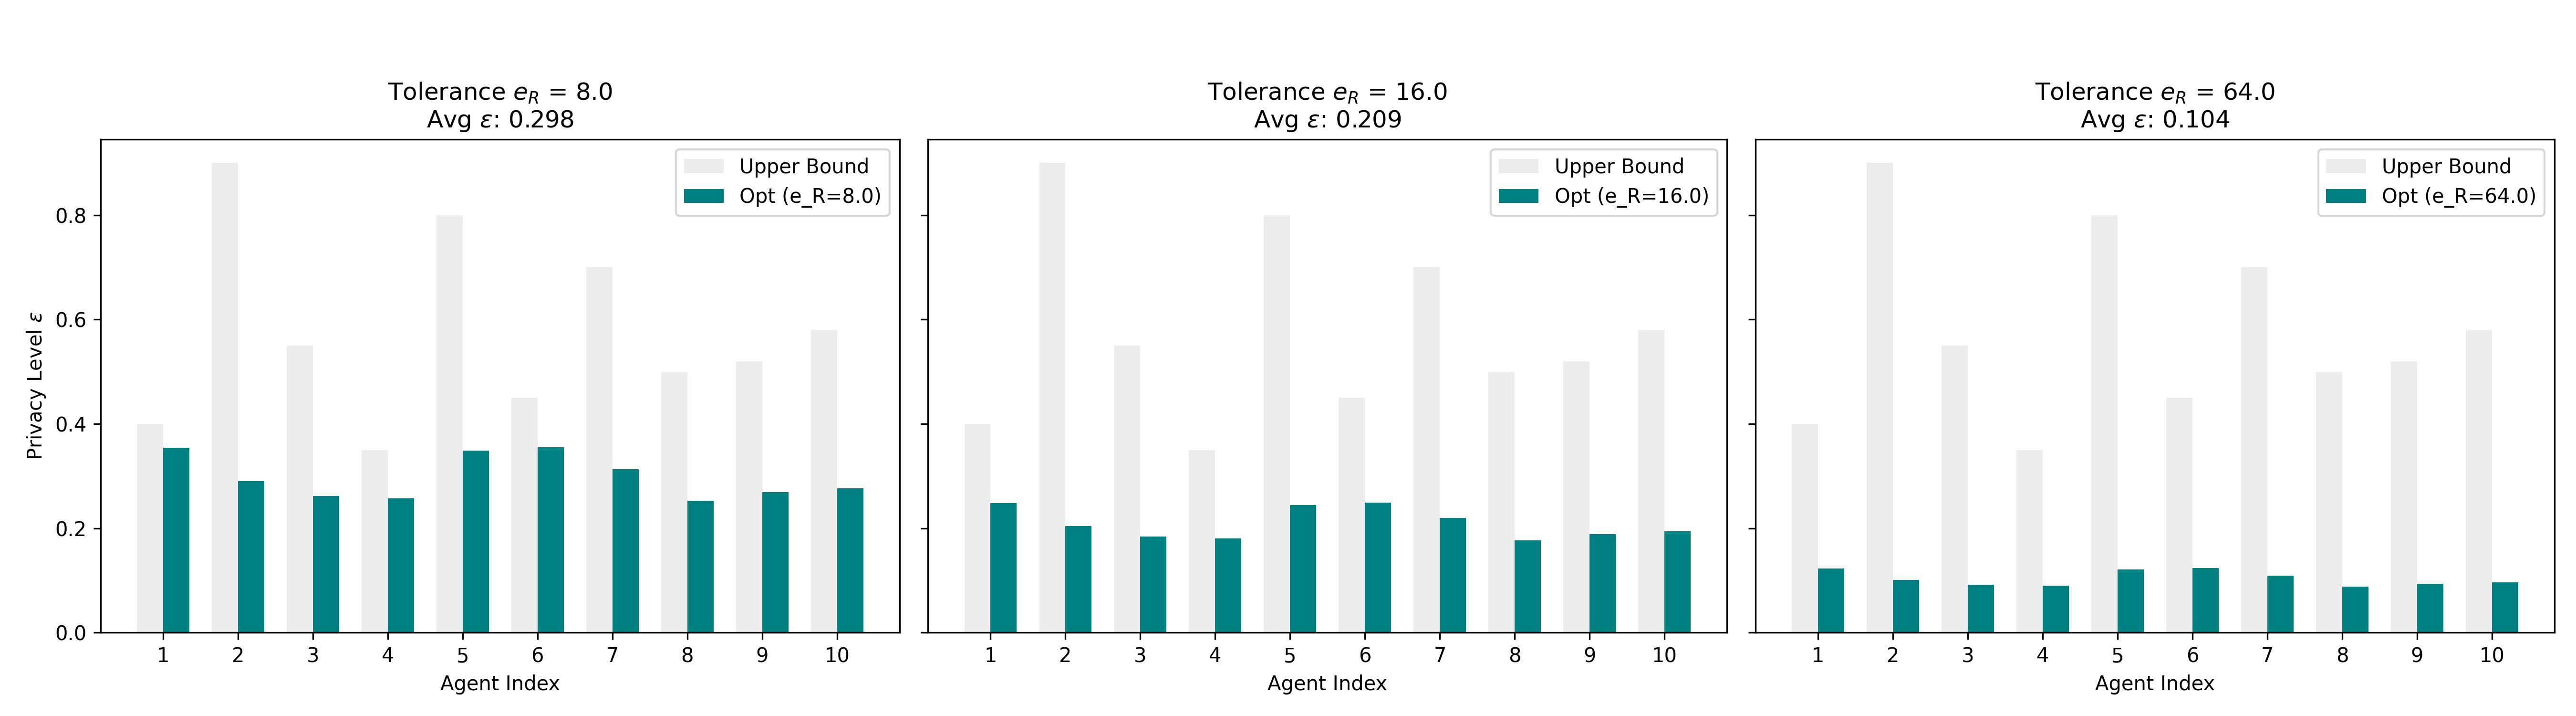 Tolerance e_R = 8.0
Avg ε: 0.298
Upper Bound
Opt (e_R=8.0)
Privacy Level ε
0.8
0.6
0.4
0.2
0.0
1 2 3 4 5 6 7 8 9 10
Agent Index
Tolerance e_R = 16.0
Avg ε: 0.209
Upper Bound
Opt (e_R=16.0)
1 2 3 4 5 6 7 8 9 10
Agent Index
Tolerance e_R = 64.0
Avg ε: 0.104
Upper Bound
Opt (e_R=64.0)
1 2 3 4 5 6 7 8 9 10
Agent Index